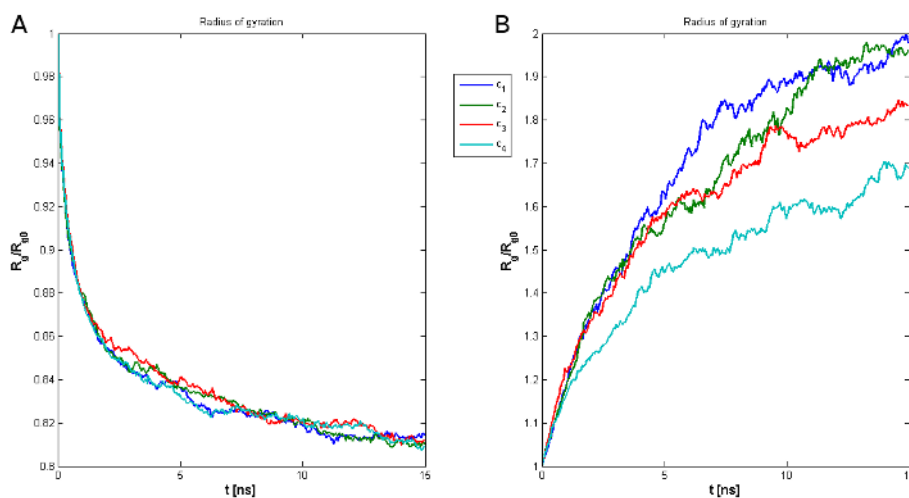 A
Radius of gyration
1
0.98
0.96
0.94
0.92
0.9
0.88
0.86
0.84
0.82
0.8
Rg/Rg0
0
5
10
15
t [ns]
c1
c2
c3
c4
B
Radius of gyration
2
1.9
1.8
1.7
1.6
1.5
1.4
1.3
1.2
1.1
1
Rg/Rg0
0
5
10
15
t [ns]